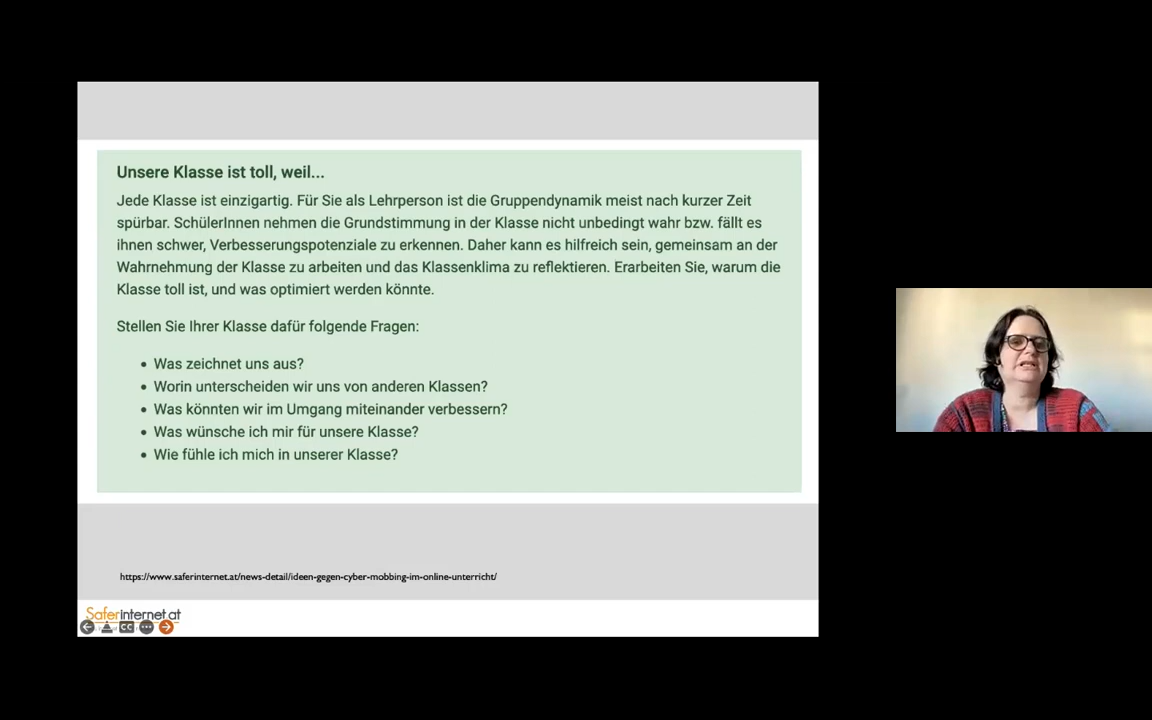 Unsere Klasse ist toll, weil...
Jede Klasse ist einzigartig. Für Sie als Lehrperson ist die Gruppendynamik meist nach kurzer Zeit
spürbar. SchülerInnen nehmen die Grundstimmung in der Klasse nicht unbedingt wahr bzw. fällt es
ihnen schwer, Verbesserungspotenziale zu erkennen. Daher kann es hilfreich sein, gemeinsam an der
Wahrnehmung der Klasse zu arbeiten und das Klassenklima zu reflektieren. Erarbeiten Sie, warum die
Klasse toll ist, und was optimiert werden könnte.
Stellen Sie Ihrer Klasse dafür folgende Fragen:
• Was zeichnet uns aus?
• Worin unterscheiden wir uns von anderen Klassen?
• Was könnten wir im Umgang miteinander verbessern?
• Was wünsche ich mir für unsere Klasse?
• Wie fühle ich mich in unserer Klasse?
https://www.saferinternet.at/news-detail/ideen-gegen-cyber-mobbing-im-online-unterricht/
Saferinternet.at
CC